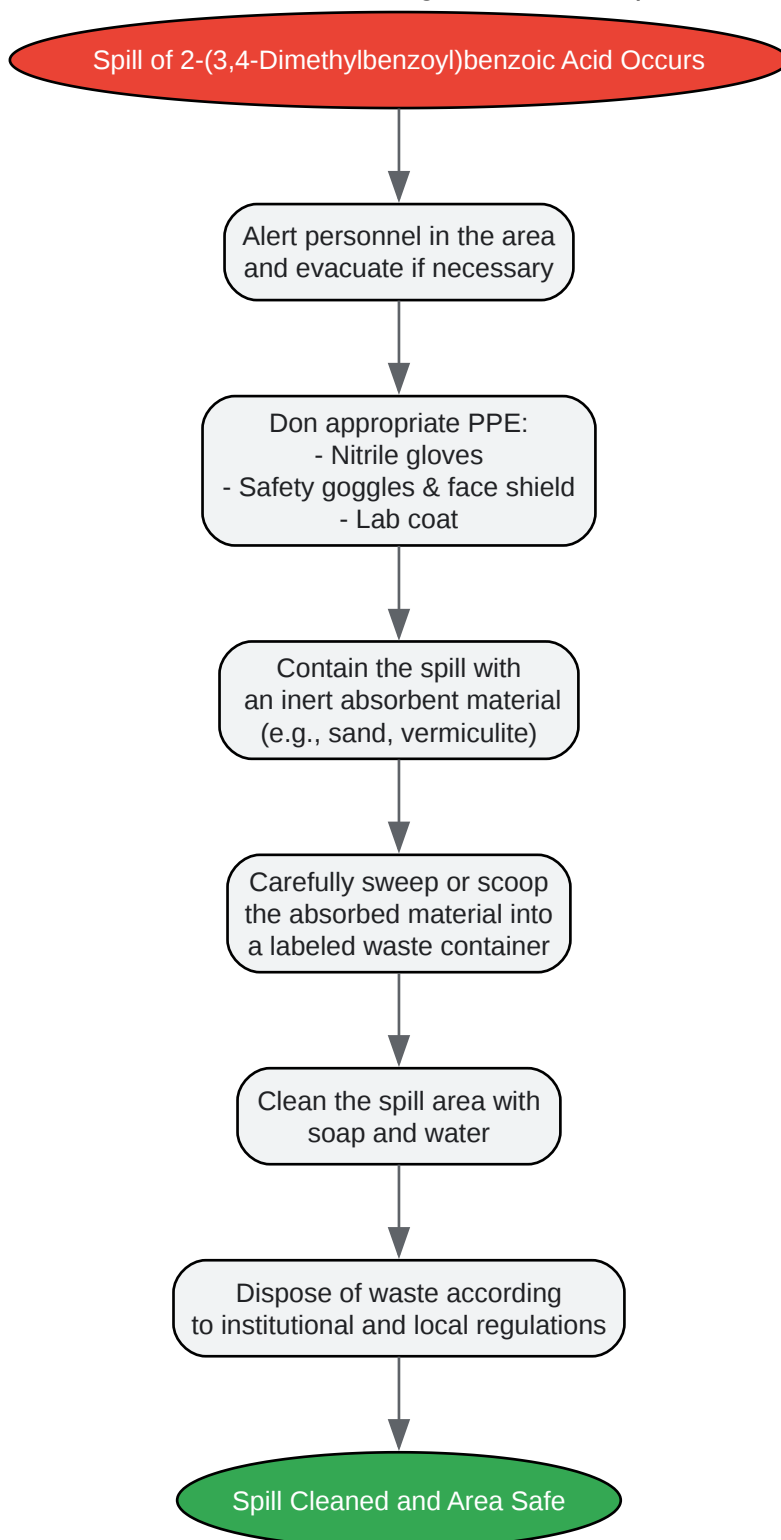 Spill of 2-(3,4-Dimethylbenzoyl)benzoic Acid Occurs
Alert personnel in the area
and evacuate if necessary
Don appropriate PPE:
- Nitrile gloves
- Safety goggles & face shield
- Lab coat
Contain the spill with
an inert absorbent material
(e.g., sand, vermiculite)
Carefully sweep or scoop
the absorbed material into
a labeled waste container
Clean the spill area with
soap and water
Dispose of waste according
to institutional and local regulations
Spill Cleaned and Area Safe